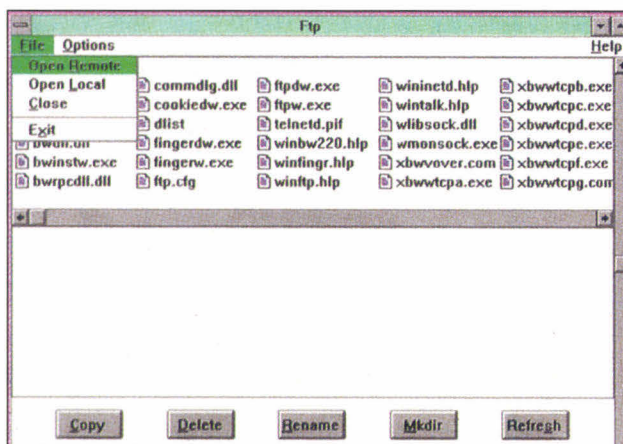 Ftp
File Options Help
Open Remote
Open Local
Close
Exit
commdlg.dll ftpdw.exe wininetd.hlp xbwwtcpb.exe
cookiedw.exe ftpw.exe wintalk.hlp xbwwtcpc.exe
dlist telnetd.pif wlibsock.dll xbwwtcpd.exe
fingerdw.exe winbw220.hlp wmonsock.exe xbwwtcpe.exe
bwinstw.exe fingerw.exe winfingr.hlp xbwvover.com xbwwtcpf.exe
bwrpcdll.dll ftp.cfg winftp.hlp xbwwtcpa.exe xbwwtcpg.com
Copy Delete Rename Mkdir Refresh